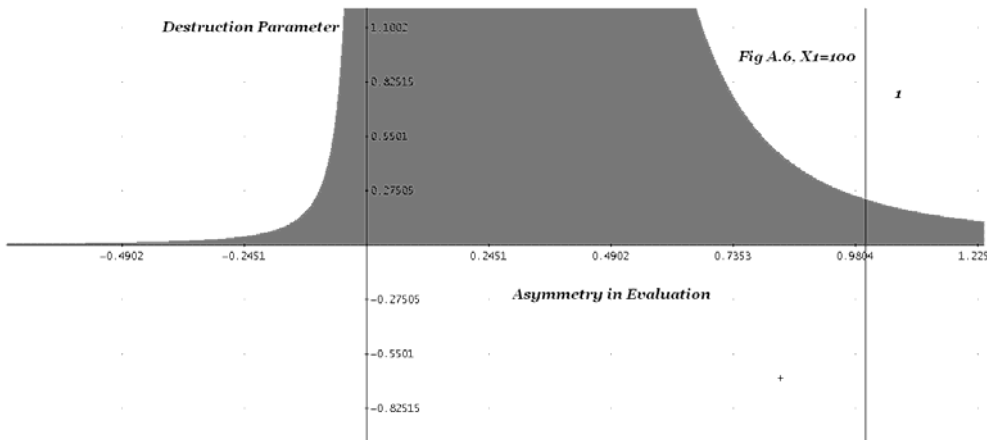 Destruction Parameter
1.1002
Fig A.6, X1=100
0.82515
1
0.5501
0.27505
-0.4902 -0.2451 0.2451 0.4902 0.7353 0.9804 1.225
-0.27505
Asymmetry in Evaluation
-0.5501
-0.82515